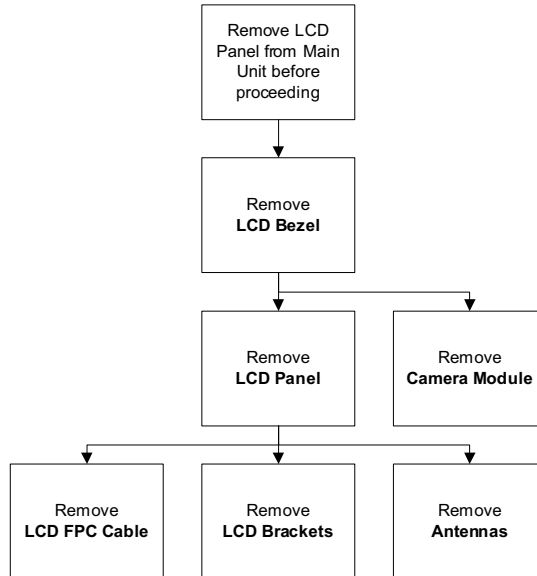 Remove LCD
Panel from Main
Unit before
proceeding
Remove
LCD Bezel
Remove
LCD Panel
Remove
Camera Module
Remove
LCD FPC Cable
Remove
LCD Brackets
Remove
Antennas